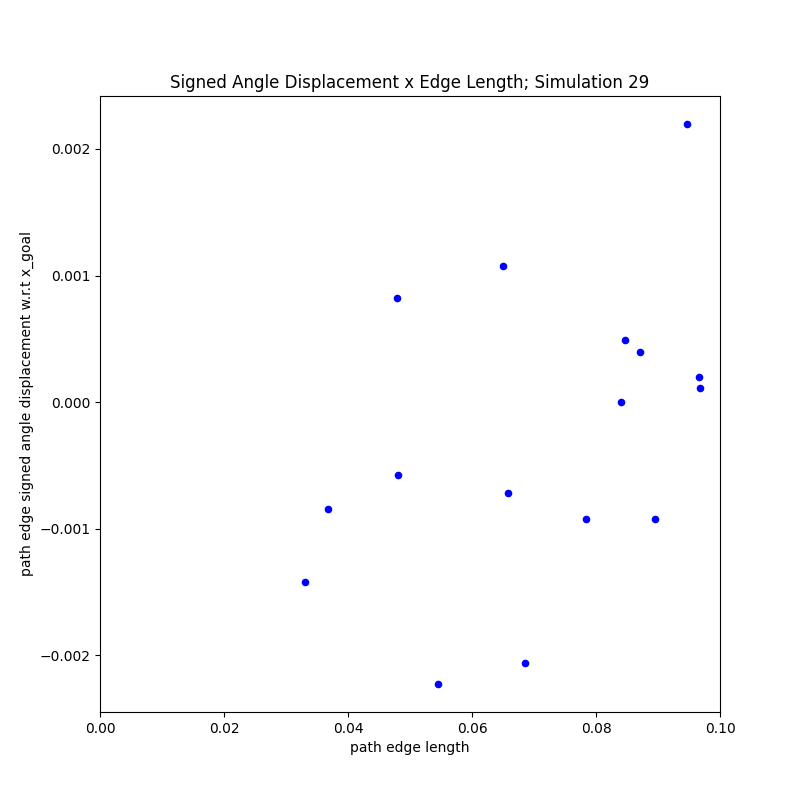 Signed Angle Displacement x Edge Length; Simulation 29
path edge signed angle displacement w.r.t x_goal
0.002
0.001
0.000
−0.001
−0.002
0.00 0.02 0.04 0.06 0.08 0.10
path edge length